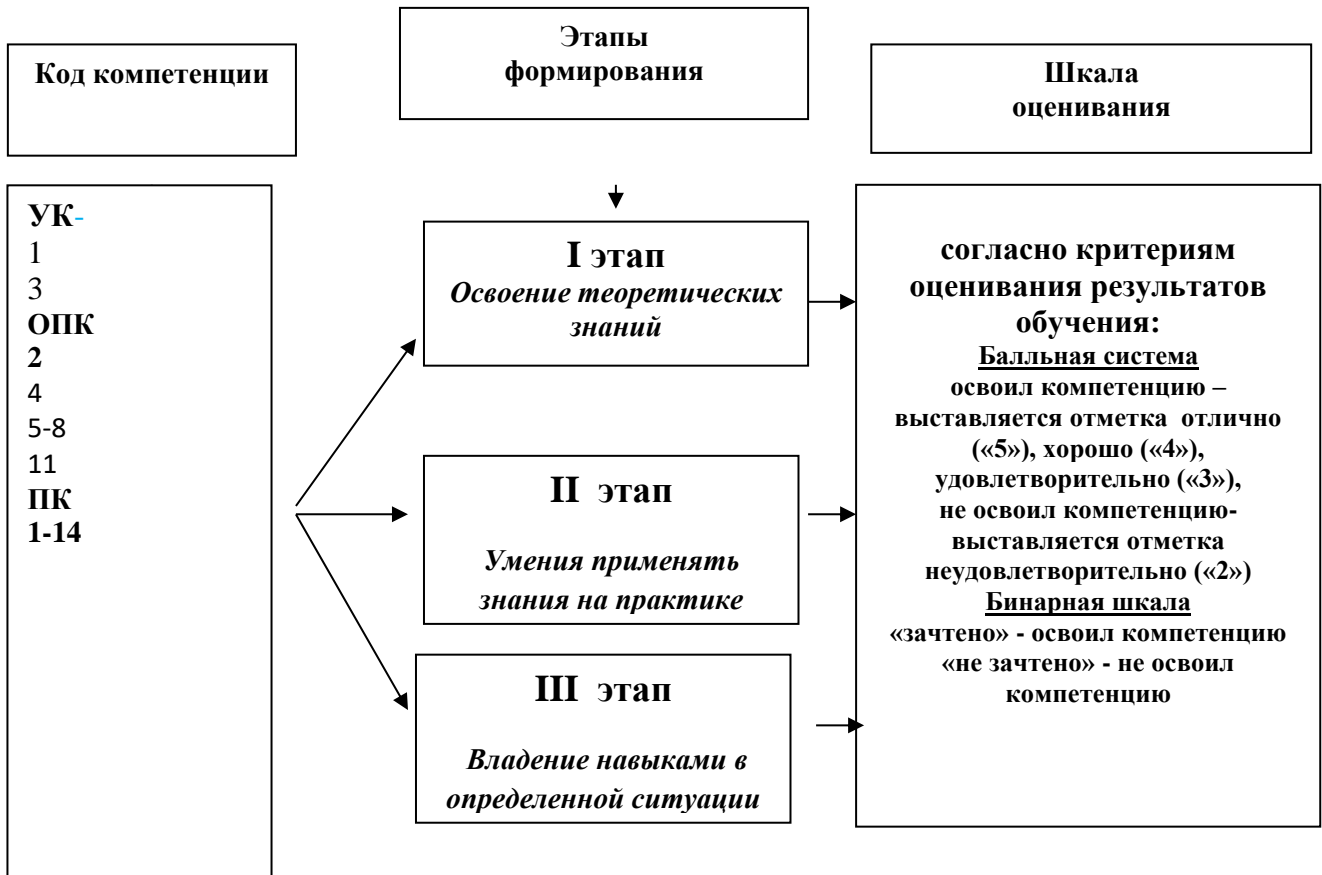 Код компетенции
Этапы
формирования
Шкала
оценивания
УК-
1
3
ОПК
2
4
5-8
11
ПК
1-14
I этап
Освоение теоретических
знаний
II этап
Умения применять
знания на практике
III этап
Владение навыками в
определенной ситуации
согласно критериям
оценивания результатов
обучения:
Балльная система
освоил компетенцию –
выставляется отметка отлично
(«5»), хорошо («4»),
удовлетворительно («3»),
не освоил компетенцию-
выставляется отметка
неудовлетворительно («2»)
Бинарная шкала
«зачтено» - освоил компетенцию
«не зачтено» - не освоил
компетенцию